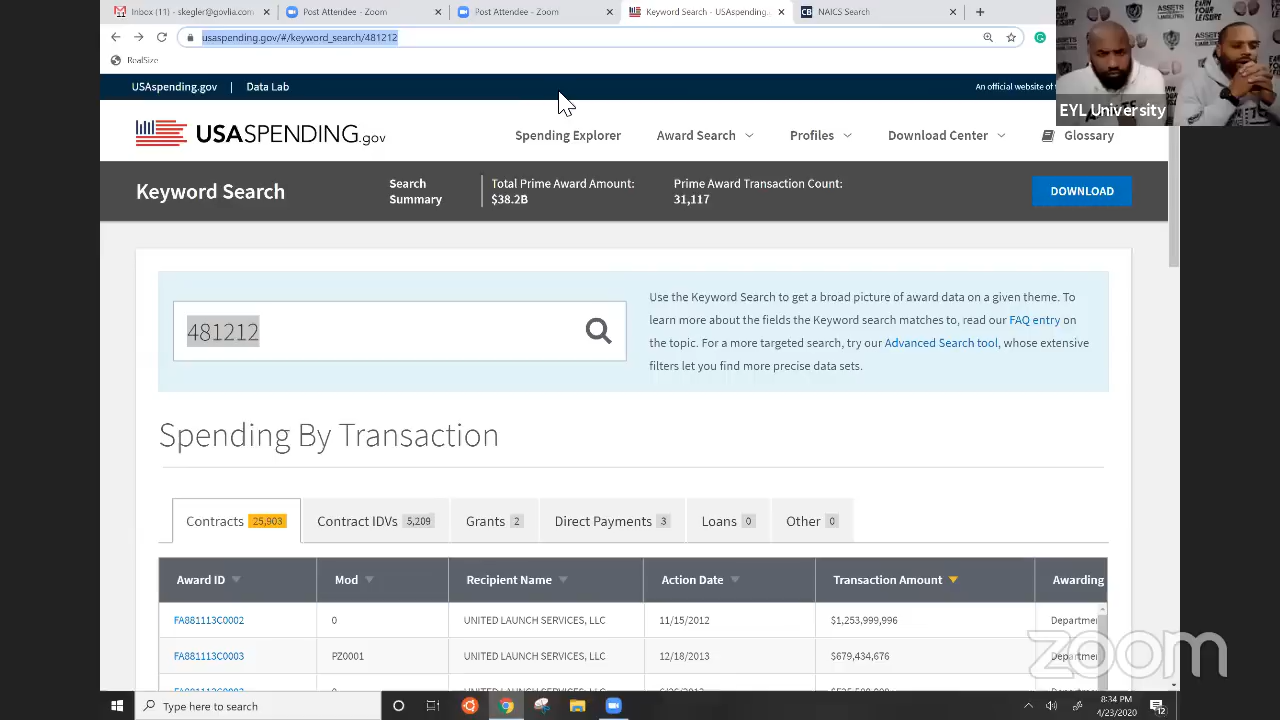 Inbox (1) - skegler@govlia.com
Post Attendee - Zoom
Post Attendee - Zoom
Keyword Search - USAspending.
CB NAICS Search
usaspending.gov/#/keyword_search/481212
RealSize
USAspending.gov | Data Lab
An official website of
EYL University
USASPENDING.gov
Spending Explorer
Award Search
Profiles
Download Center
Glossary
Keyword Search
Search Summary
Total Prime Award Amount:
$38.2B
Prime Award Transaction Count:
31,117
DOWNLOAD
481212
Use the Keyword Search to get a broad picture of award data on a given theme. To
learn more about the fields the Keyword search matches to, read our FAQ entry on
the topic. For a more targeted search, try our Advanced Search tool, whose extensive
filters let you find more precise data sets.
Spending By Transaction
Contracts 25,903
Contract IDVs 5,209
Grants 2
Direct Payments 3
Loans 0
Other 0
Award ID Mod Recipient Name Action Date Transaction Amount Awarding
FA881113C0002 0 UNITED LAUNCH SERVICES, LLC 11/15/2012 $1,253,999,996 Departmen
FA881113C0003 PZ0001 UNITED LAUNCH SERVICES, LLC 12/18/2013 $679,434,676 Departmen
zoom
Type here to search
8:34 PM
4/23/2020
12